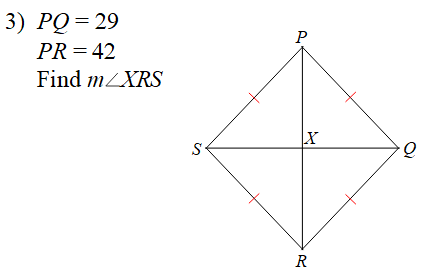 3) PQ = 29
PR = 42
Find m∠XRS
P
X
S
Q
R